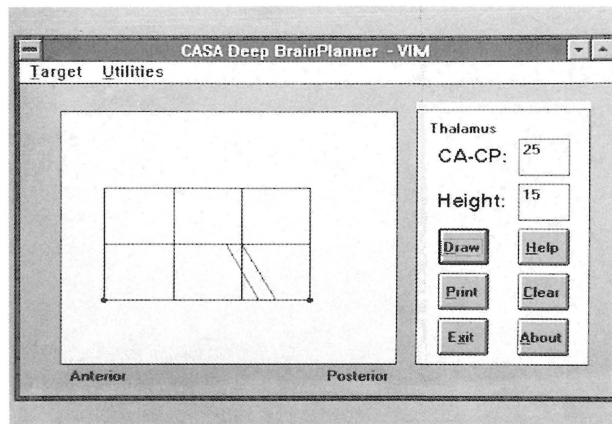 CASA Deep BrainPlanner - VIM
Target Utilities
Thalamus
CA-CP: 25
Height: 15
Draw Help
Print Clear
Exit About
Anterior Posterior